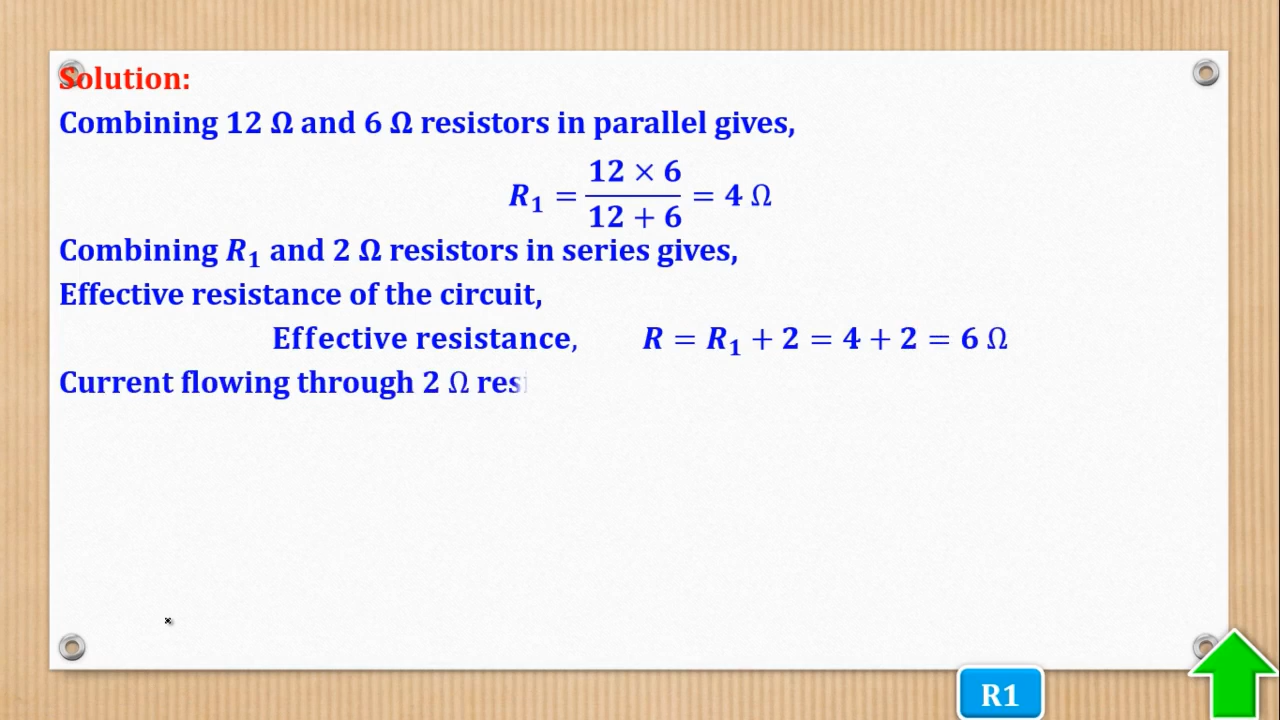 Solution:
Combining 12 Ω and 6 Ω resistors in parallel gives,
R₁ = (12 × 6)/(12 + 6) = 4 Ω
Combining R₁ and 2 Ω resistors in series gives,
Effective resistance of the circuit,
Effective resistance, R = R₁ + 2 = 4 + 2 = 6 Ω
Current flowing through 2 Ω
R1